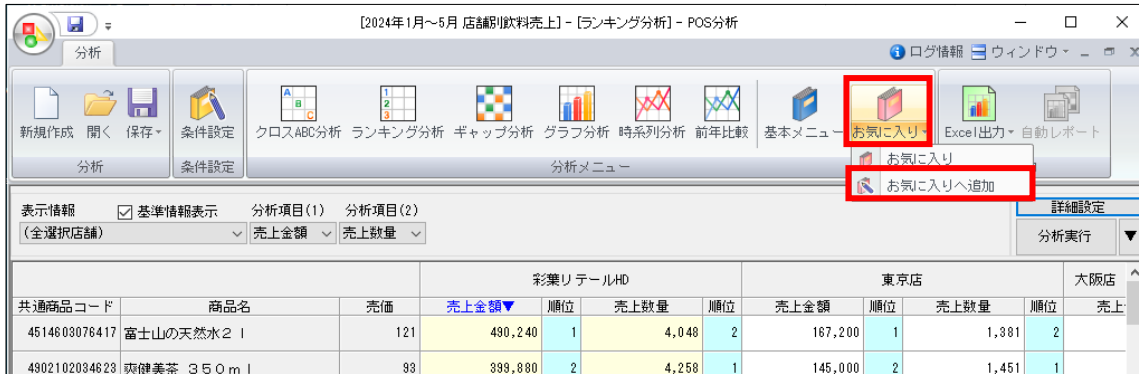 [2024年1月～5月 店舗別飲料売上] - [ランキング分析] - POS分析
分析
ログ情報 ウィンドウ
新規作成 開く 保存 条件設定 クロスABC分析 ランキング分析 ギャップ分析 グラフ分析 時系列分析 前年比較 基本メニュー お気に入り Excel出力 自動レポート
分析 条件設定 分析メニュー
お気に入り
お気に入りへ追加
表示情報 基準情報表示 分析項目(1) 分析項目(2) 詳細設定
(全選択店舗) 売上金額 売上数量 分析実行 ▼
彩葉リテールHD 東京店 大阪店
共通商品コード 商品名 売価 売上金額▼ 順位 売上数量 順位 売上金額 順位 売上数量 順位 売上
4514603076417 富士山の天然水２ｌ 121 490,240 1 4,048 2 167,200 1 1,381 2
4902102034623 爽健美茶 ３５０ｍｌ 93 399,880 2 4,258 1 145,000 2 1,451 1